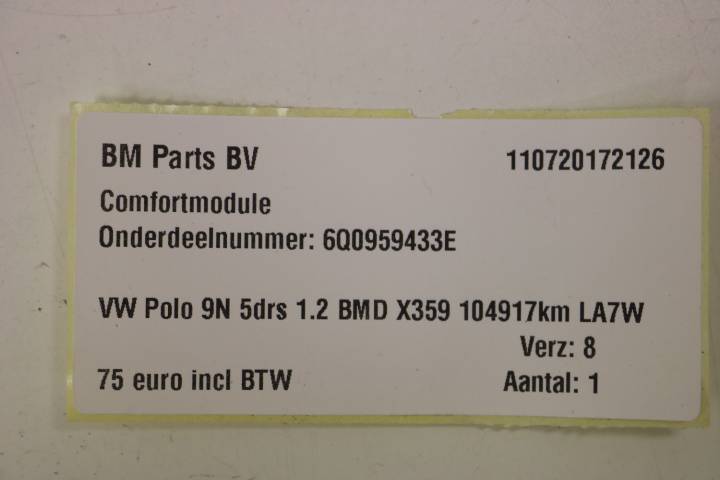 BM Parts BV 110720172126
Comfortmodule
Onderdeelnummer: 6Q0959433E
VW Polo 9N 5drs 1.2 BMD X359 104917km LA7W
Verz: 8
75 euro incl BTW Aantal: 1